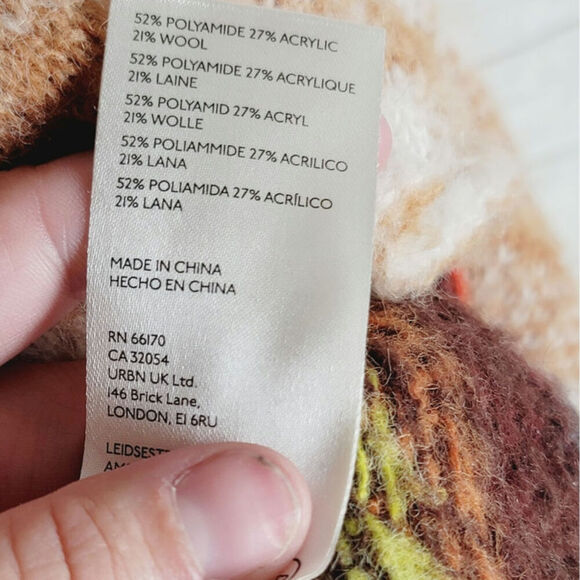 52% POLYAMIDE 27% ACRYLIC
21% WOOL
52% POLYAMIDE 27% ACRYLIQUE
21% LAINE
52% POLYAMID 27% ACRYL
21% WOLLE
52% POLIAMMIDE 27% ACRILICO
21% LANA
52% POLIAMIDA 27% ACRÍLICO
21% LANA
MADE IN CHINA
HECHO EN CHINA
RN 66170
CA 32054
URBN UK Ltd.
146 Brick Lane,
LONDON, E1 6RU